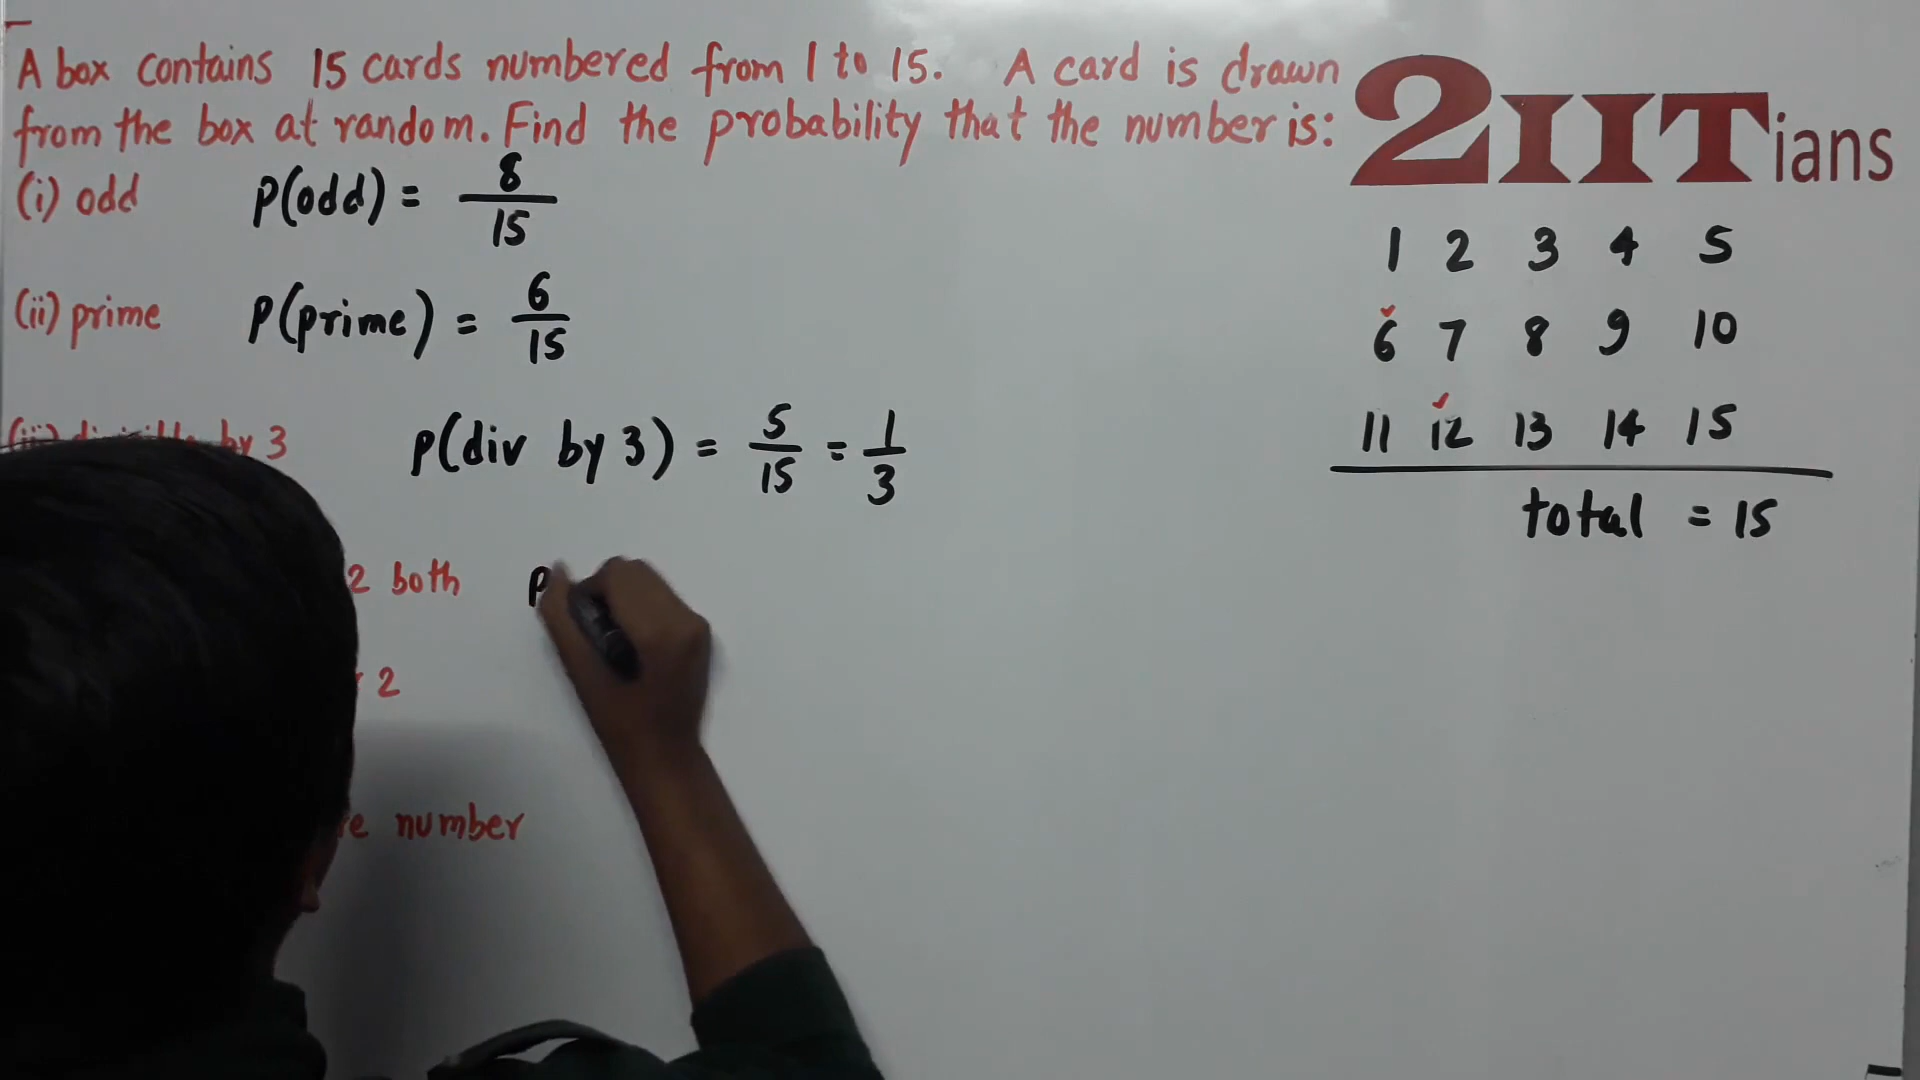 A box contains 15 cards numbered from 1 to 15. A card is drawn
from the box at random. Find the probability that the number is:
2IITians
(i) odd P(odd) = 8/15
1 2 3 4 5
(ii) prime P(prime) = 6/15
6 7 8 9 10
by 3 P(div by 3) = 5/15 = 1/3
11 12 13 14 15
total = 15
2 both P
2
number